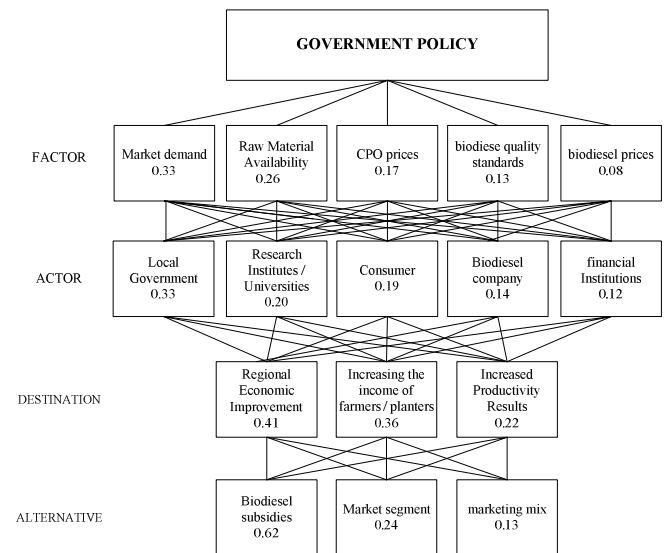 GOVERNMENT POLICY
FACTOR
Market demand
0.33
Raw Material
Availability
0.26
CPO prices
0.17
biodiese quality
standards
0.13
biodiesel prices
0.08
ACTOR
Local
Government
0.33
Research
Institutes /
Universities
0.20
Consumer
0.19
Biodiesel
company
0.14
financial
Institutions
0.12
DESTINATION
Regional
Economic
Improvement
0.41
Increasing the
income of
farmers / planters
0.36
Increased
Productivity
Results
0.22
ALTERNATIVE
Biodiesel
subsidies
0.62
Market segment
0.24
marketing mix
0.13